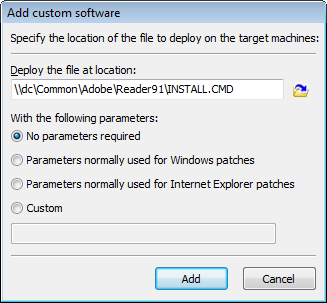 Add custom software
Specify the location of the file to deploy on the target machines:
Deploy the file at location:
\\dc\Common\Adobe\Reader91\INSTALL.CMD
With the following parameters:
No parameters required
Parameters normally used for Windows patches
Parameters normally used for Internet Explorer patches
Custom
Add
Cancel